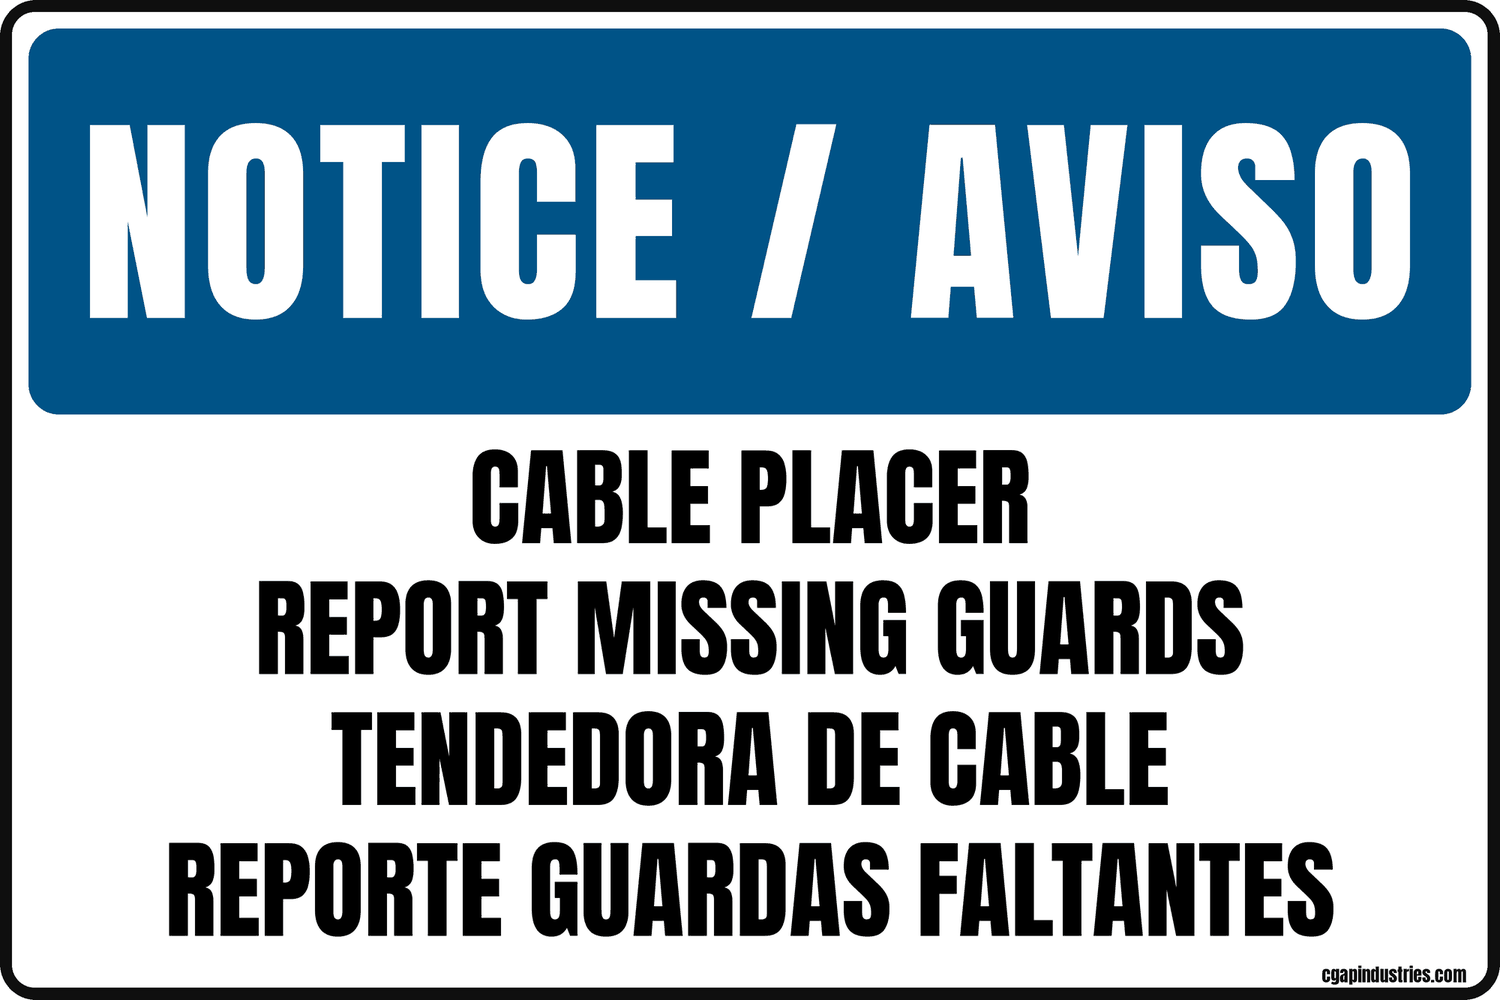 NOTICE / AVISO
CABLE PLACER
REPORT MISSING GUARDS
TENDEDORA DE CABLE
REPORTE GUARDAS FALTANTES
cgapindustries.com